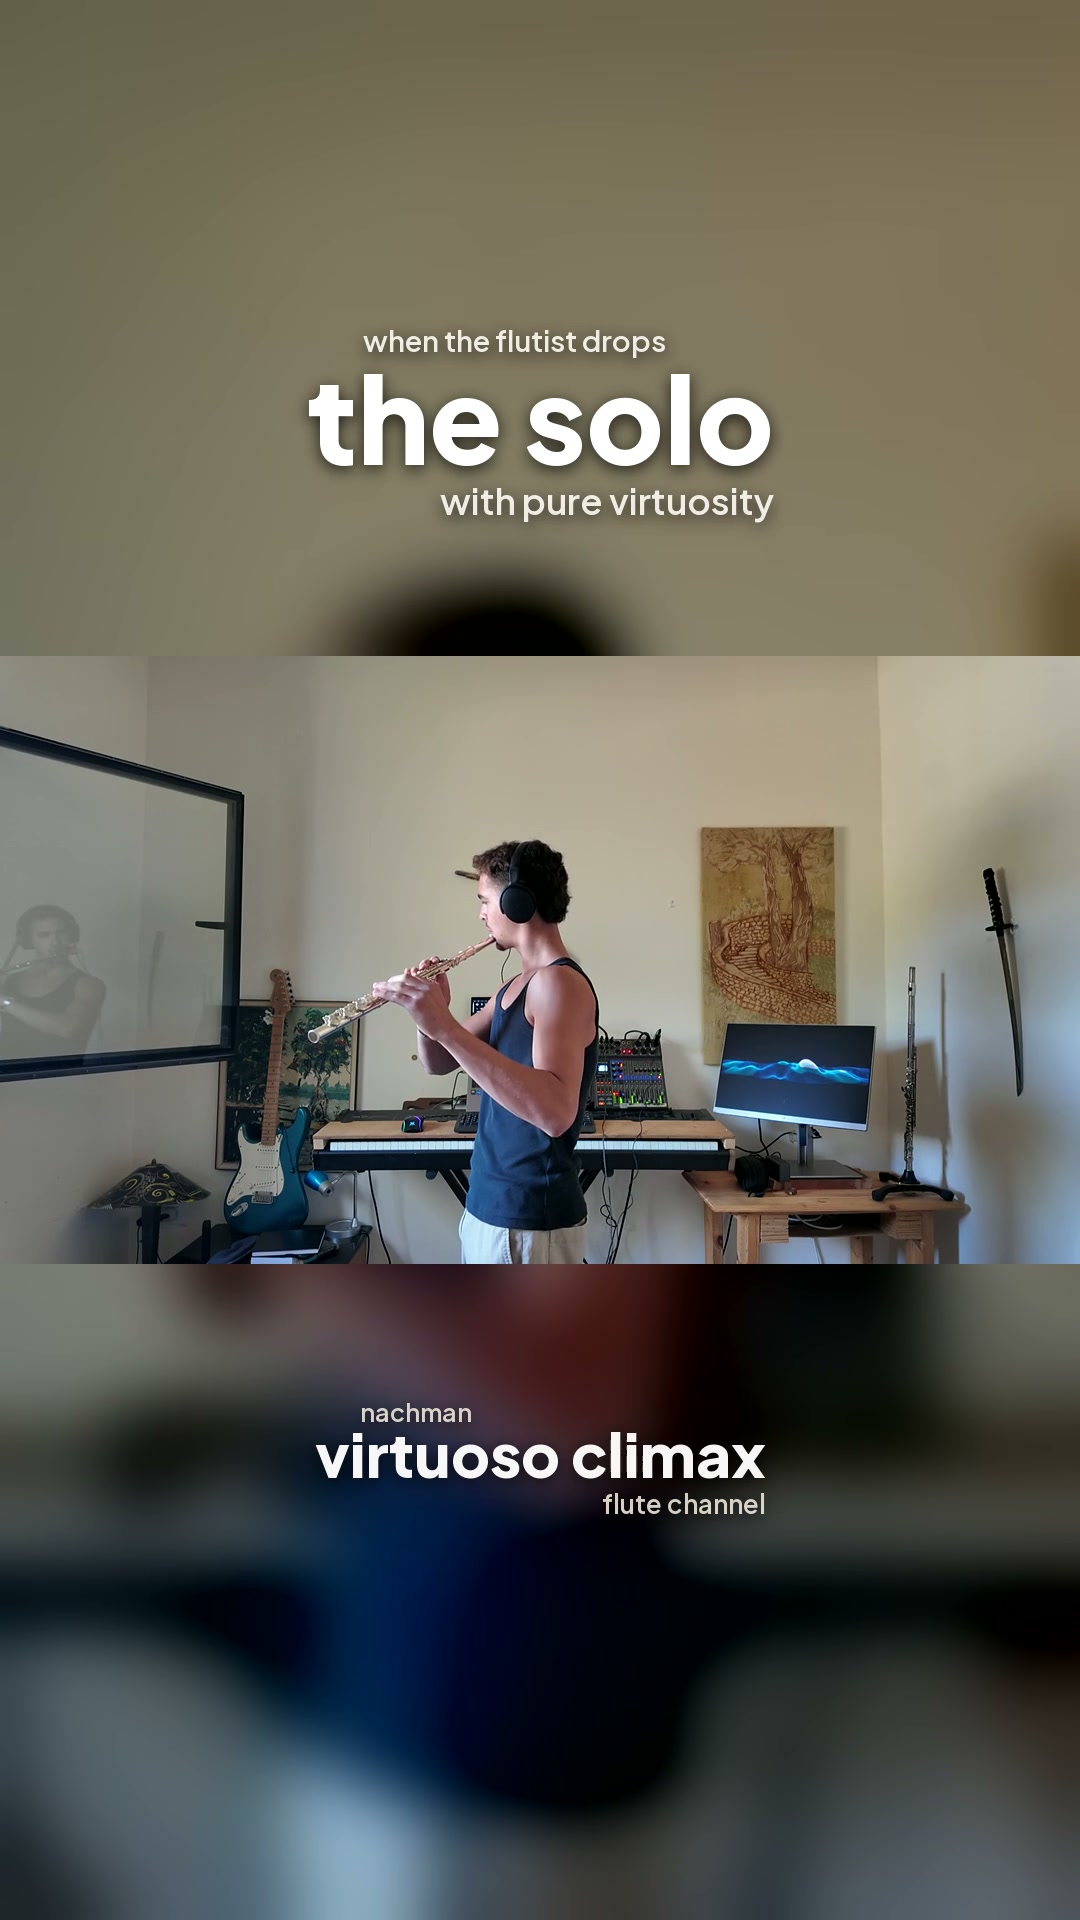 when the flutist drops
the solo
with pure virtuosity
nachman
virtuoso climax
flute channel